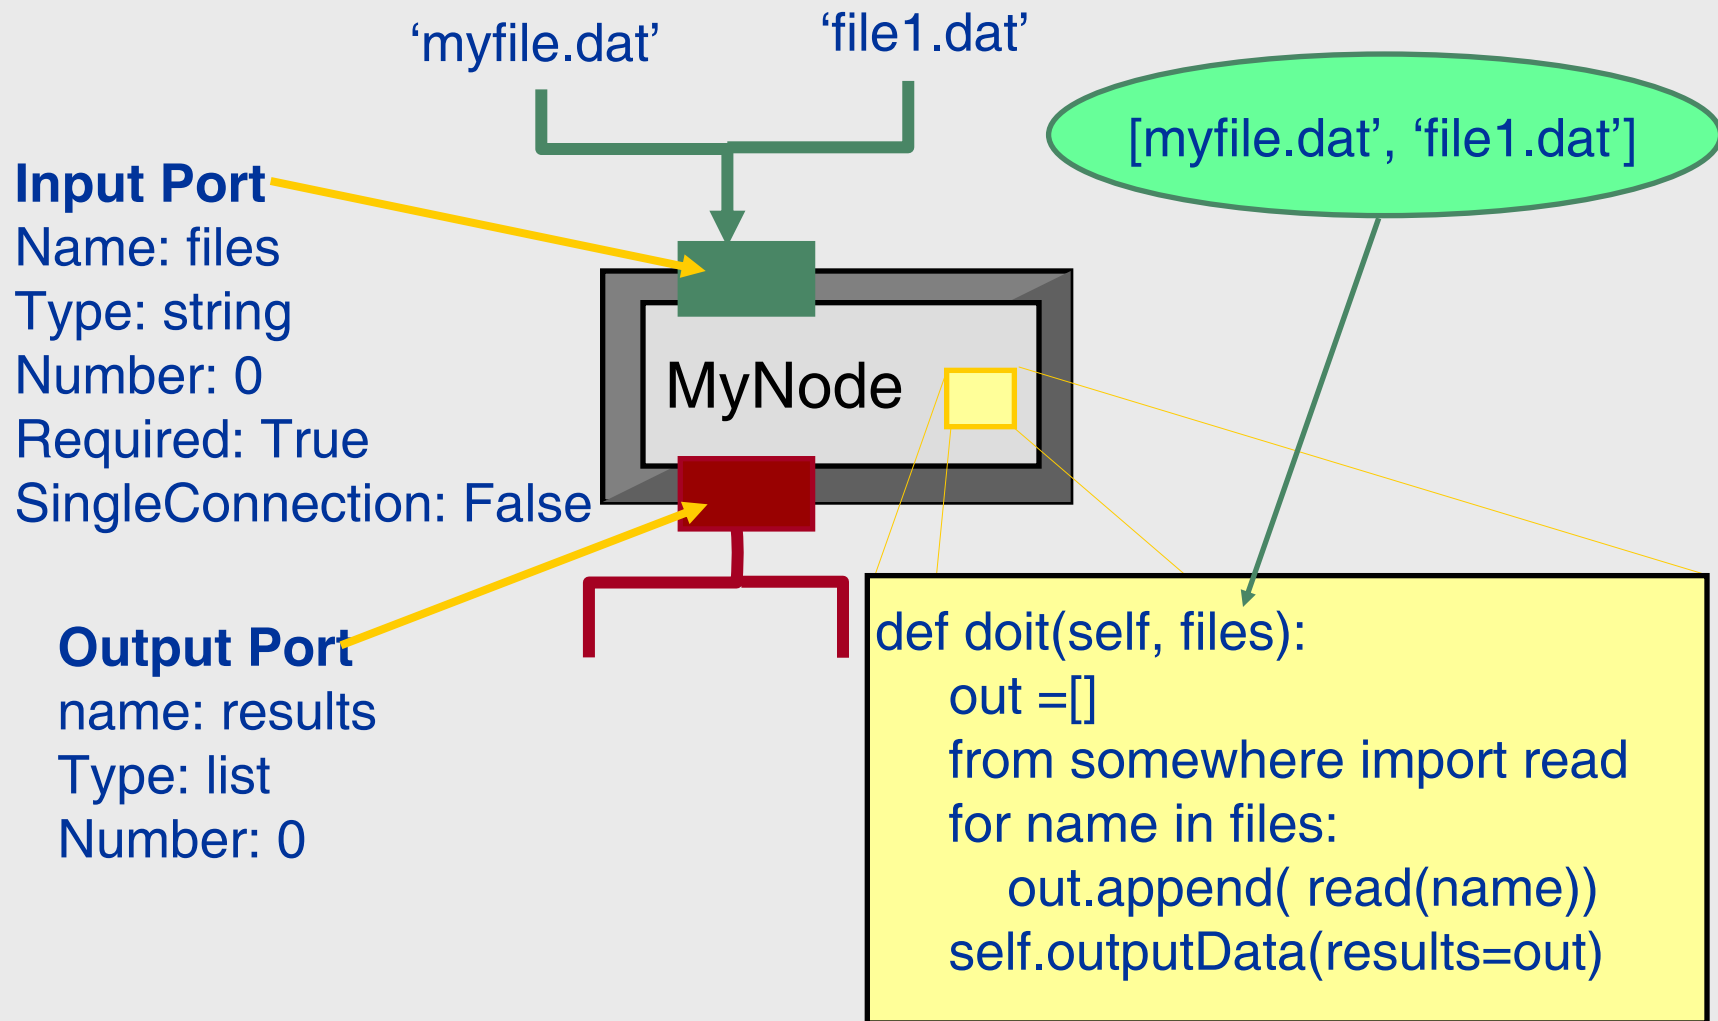 ‘myfile.dat’
‘file1.dat’
[myfile.dat’, ‘file1.dat’]
Input Port
Name: files
Type: string
Number: 0
Required: True
SingleConnection: False
MyNode
Output Port
name: results
Type: list
Number: 0
def doit(self, files):
out =[]
from somewhere import read
for name in files:
out.append( read(name))
self.outputData(results=out)